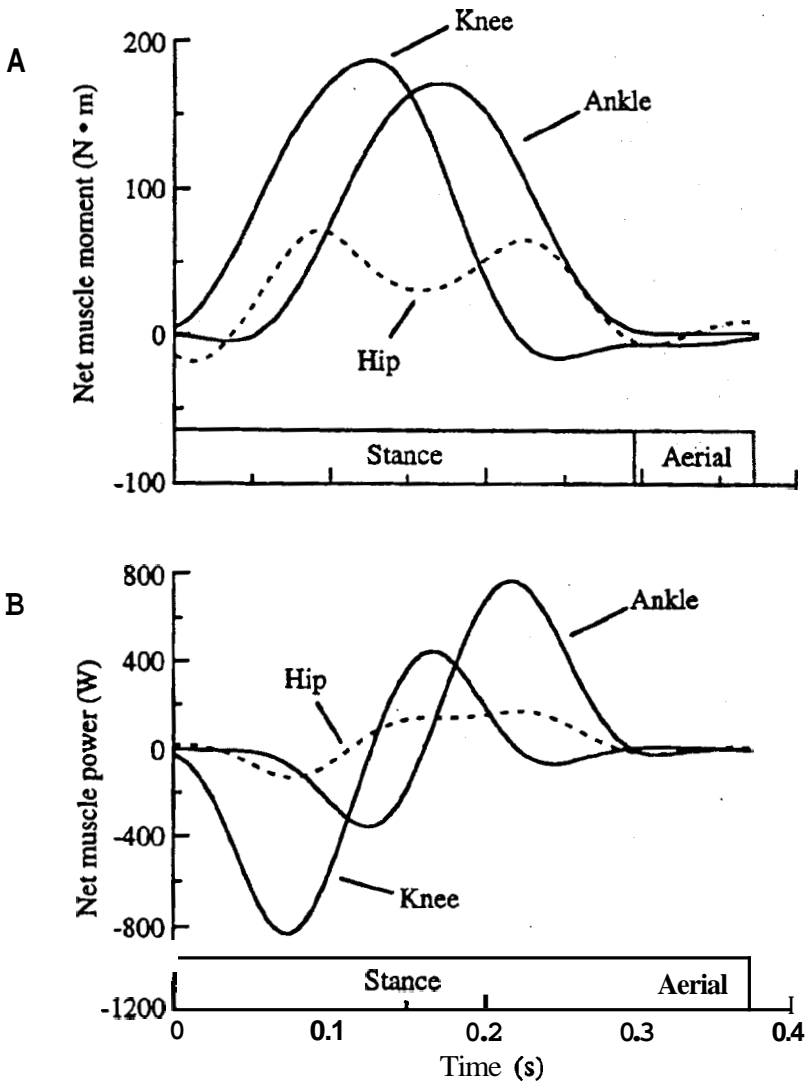 A
Net muscle moment (N • m)
200
100
0
-100
Knee
Ankle
Hip
Stance
Aerial
B
Net muscle power (W)
800
400
0
-400
-800
-1200
Ankle
Hip
Knee
Stance
Aerial
0
0.1
0.2
0.3
0.4
Time (s)